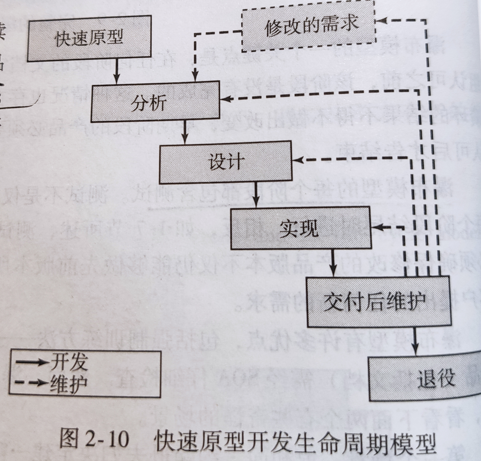 修改的需求
快速原型
分析
设计
实现
交付后维护
退役
开发
维护
图2-10 快速原型开发生命周期模型